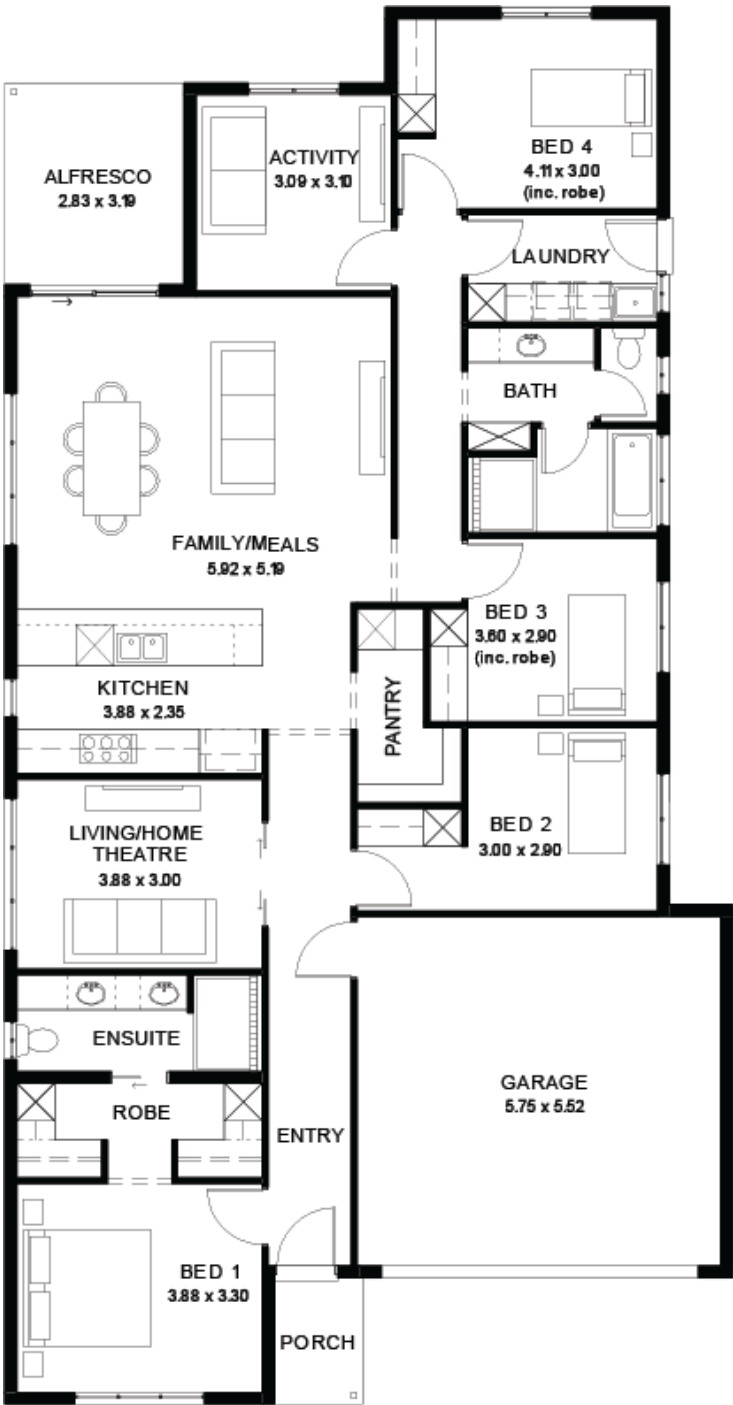 BED 4
4.11 x 3.00
(inc. robe)
ACTIVITY
3.09 x 3.10
ALFRESCO
2.83 x 3.19
LAUNDRY
BATH
FAMILY/MEALS
5.92 x 5.19
BED 3
3.60 x 2.90
(inc. robe)
KITCHEN
3.88 x 2.35
PANTRY
LIVING/HOME
THEATRE
3.88 x 3.00
BED 2
3.00 x 2.90
ENSUITE
ROBE
GARAGE
5.75 x 5.52
ENTRY
BED 1
3.88 x 3.30
PORCH